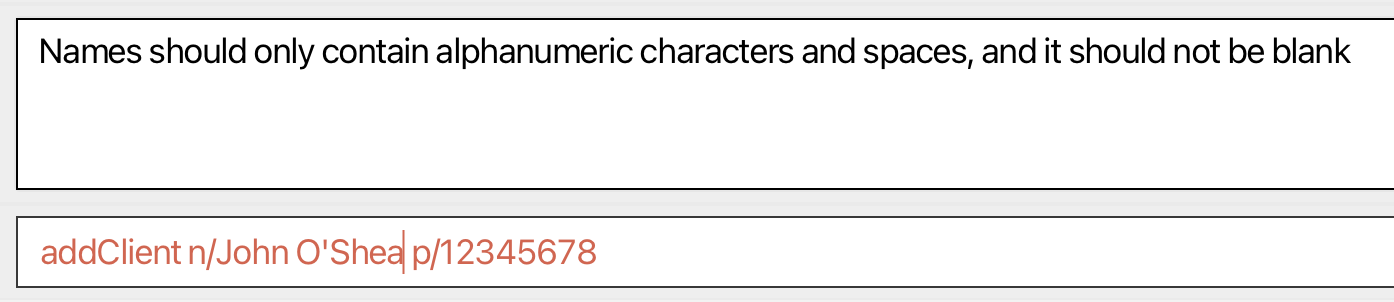 Names should only contain alphanumeric characters and spaces, and it should not be blank
addClient n/John O'Shea p/12345678